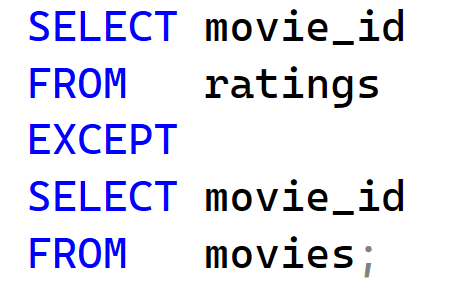 SELECT movie_id
FROM   ratings
EXCEPT
SELECT movie_id
FROM   movies;